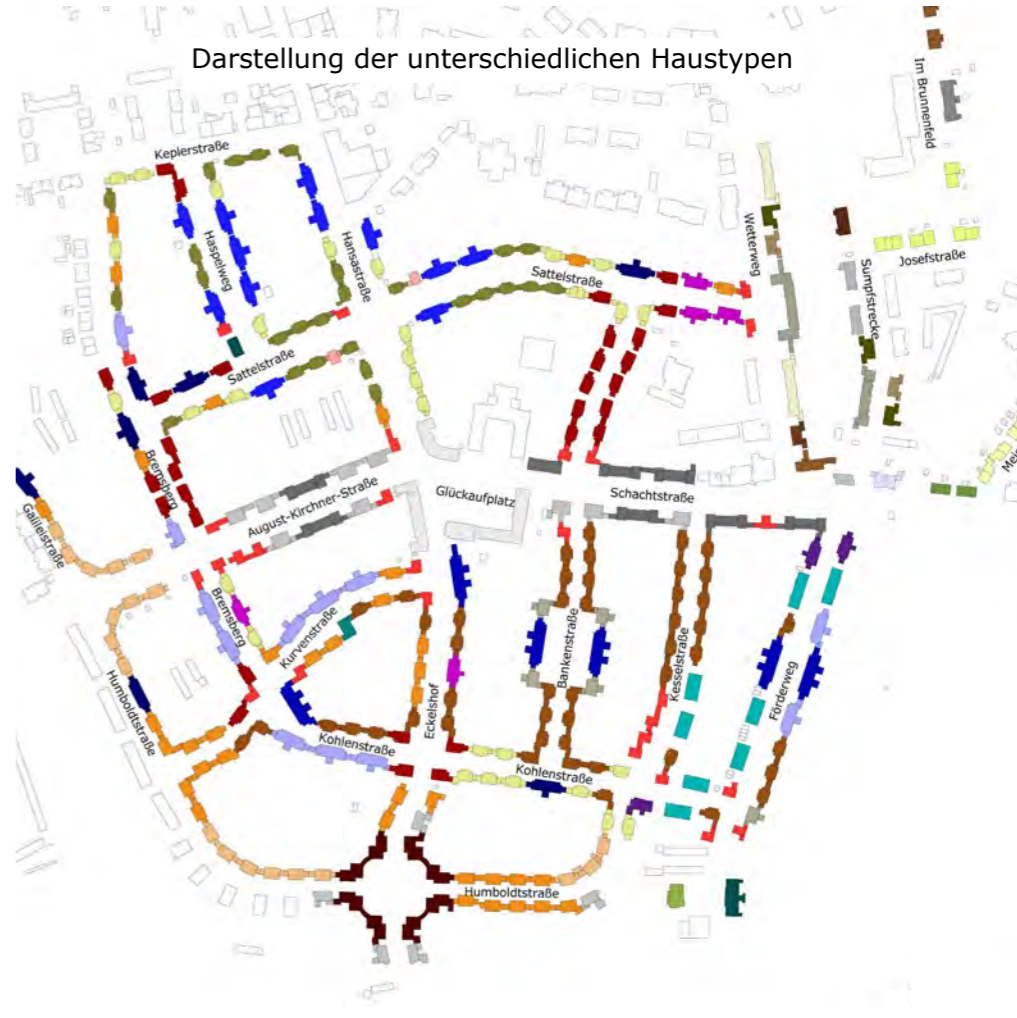 Darstellung der unterschiedlichen Haustypen
Im Brunnenfeld
Keplerstraße
Haspelweg
Hansastraße
Wetterweg
Josefstraße
Sattelstraße
Sumpfstrecke
Sattelstraße
Bremsberg
Galileistraße
August-Kirchner-Straße
Glückaufplatz
Schachtstraße
Mei
Bremsberg
Kurvenstraße
Humboldtstraße
Eckelshof
Bankenstraße
Kesselstraße
Förderweg
Kohlenstraße
Kohlenstraße
Humboldtstraße